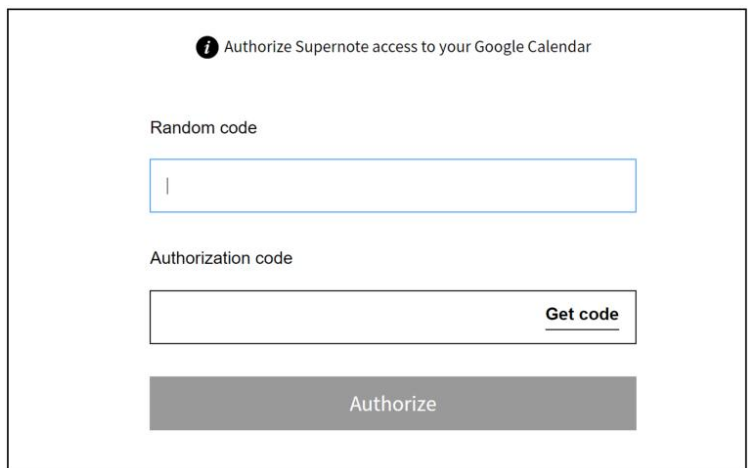 i Authorize Supernote access to your Google Calendar
Random code
Authorization code
Get code
Authorize